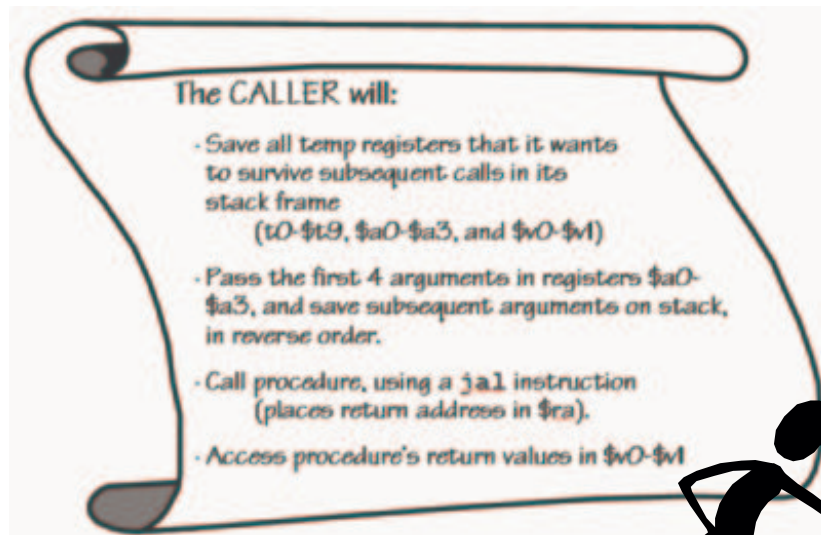 The CALLER will:
· Save all temp registers that it wants
to survive subsequent calls in its
stack frame
(t0-$t9, $a0-$a3, and $v0-$v1)
· Pass the first 4 arguments in registers $a0-
$a3, and save subsequent arguments on stack,
in reverse order.
· Call procedure, using a jal instruction
(places return address in $ra).
· Access procedure's return values in $v0-$v1